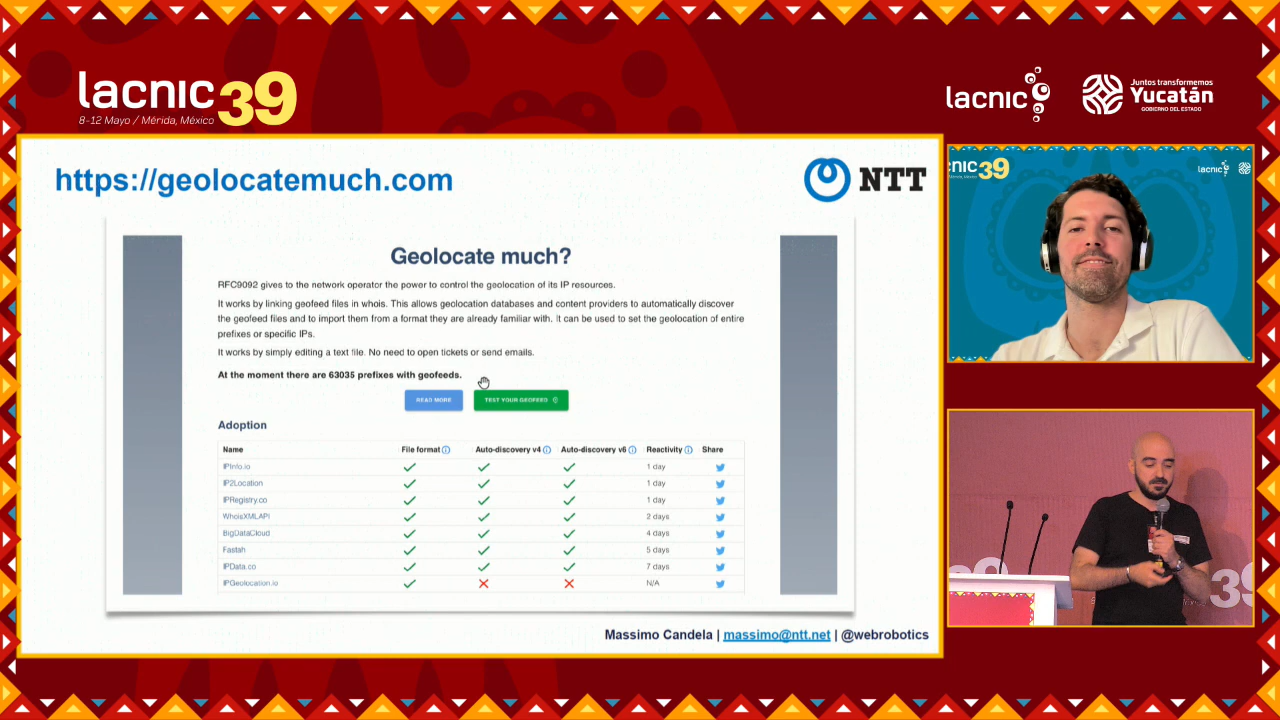 lacnic 39
8-12 Mayo / Mérida, México
lacnic
Juntos transformemos
Yucatán
GOBIERNO DEL ESTADO
https://geolocatemuch.com
NTT
Geolocate much?
RFC9092 gives to the network operator the power to control the geolocation of its IP resources.
It works by linking geofeed files in whois. This allows geolocation databases and content providers to automatically discover
the geofeed files and to import them from a format they are already familiar with. It can be used to set the geolocation of entire
prefixes or specific IPs.
It works by simply editing a text file. No need to open tickets or send emails.
At the moment there are 63035 prefixes with geofeeds.
READ MORE TEST YOUR GEOFEED
Adoption
Name File format Auto-discovery v4 Auto-discovery v6 Reactivity Share
IPinfo.io 1 day
IP2Location 1 day
IPRegistry.co 1 day
WhoisXMLAPI 2 days
BigDataCloud 4 days
Fastah 5 days
IPData.co 7 days
IPGeolocation.io N/A
Massimo Candela | massimo@ntt.net | @webrobotics
NIC 39
lacnic
39